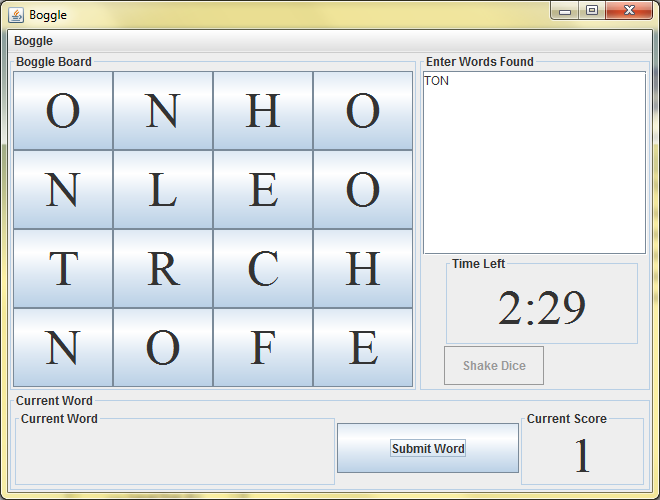 Boggle
Boggle
Boggle Board
O N H O
N L E O
T R C H
N O F E
Enter Words Found
TON
Time Left
2:29
Shake Dice
Current Word
Current Word
Submit Word
Current Score
1